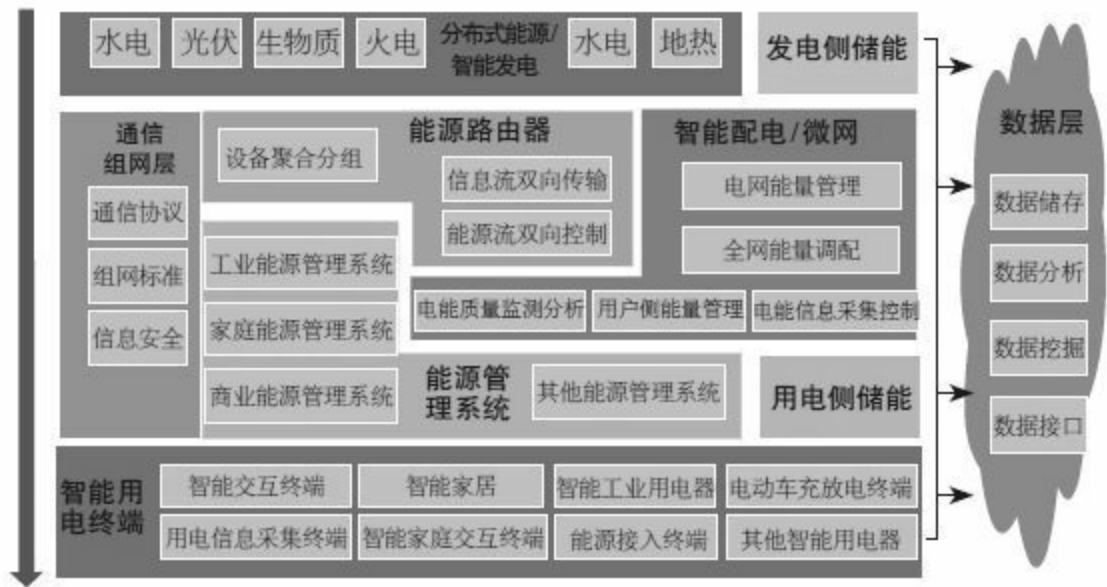 水电
光伏
生物质
火电
分布式能源/
智能发电
水电
地热
发电侧储能
通信
组网层
通信协议
组网标准
信息安全
能源路由器
设备聚合分组
信息流双向传输
能源流双向控制
智能配电/微网
电网能量管理
全网能量调配
电能质量监测分析
用户侧能量管理
电能信息采集控制
工业能源管理系统
家庭能源管理系统
商业能源管理系统
能源管
理系统
其他能源管理系统
用电侧储能
智能用
电终端
智能交互终端
智能家居
智能工业用电器
电动车充放电终端
用电信息采集终端
智能家庭交互终端
能源接入终端
其他智能用电器
数据层
数据储存
数据分析
数据挖掘
数据接口